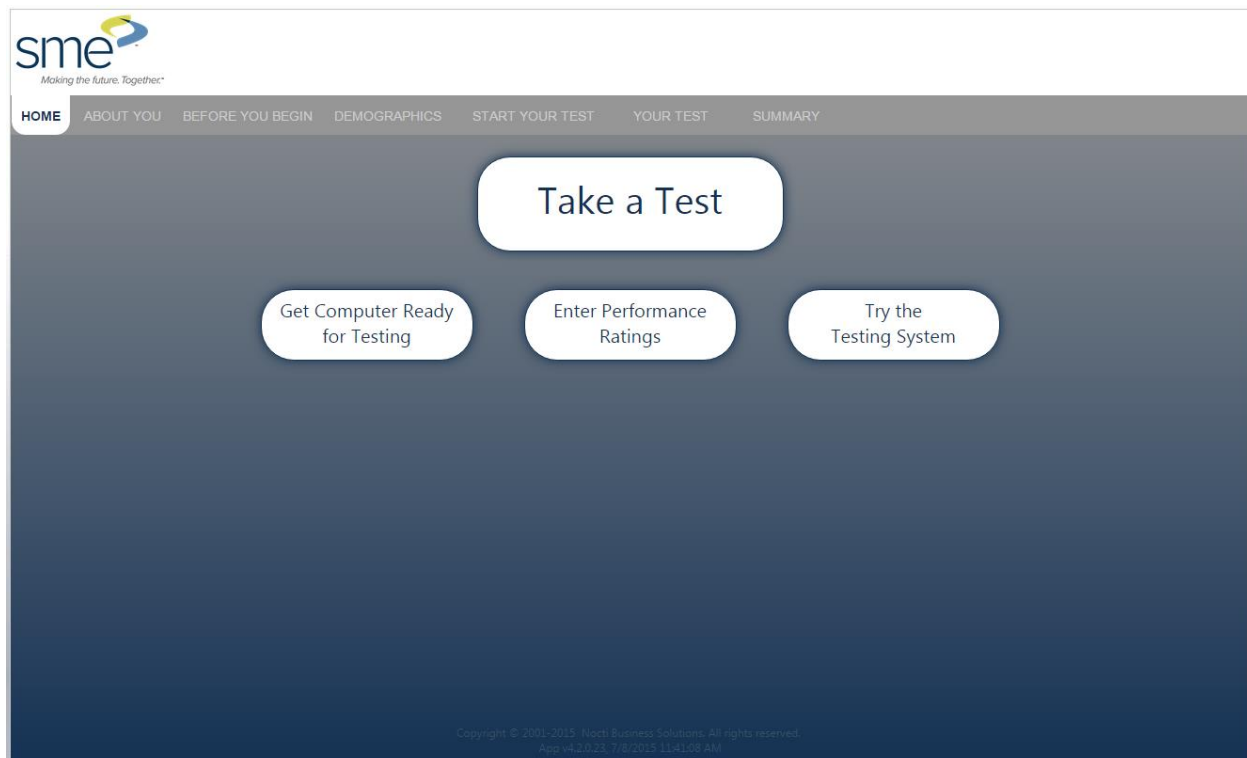 sme
Making the future. Together.
HOME ABOUT YOU BEFORE YOU BEGIN DEMOGRAPHICS START YOUR TEST YOUR TEST SUMMARY
Take a Test
Get Computer Ready
for Testing
Enter Performance
Ratings
Try the
Testing System
Copyright © 2001-2015 Nocti Business Solutions. All rights reserved.
App v4.2.0.23, 7/8/2015 11:41:08 AM